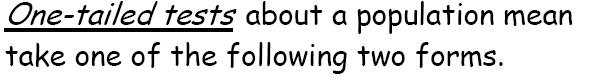 One-tailed tests about a population mean
take one of the following two forms.